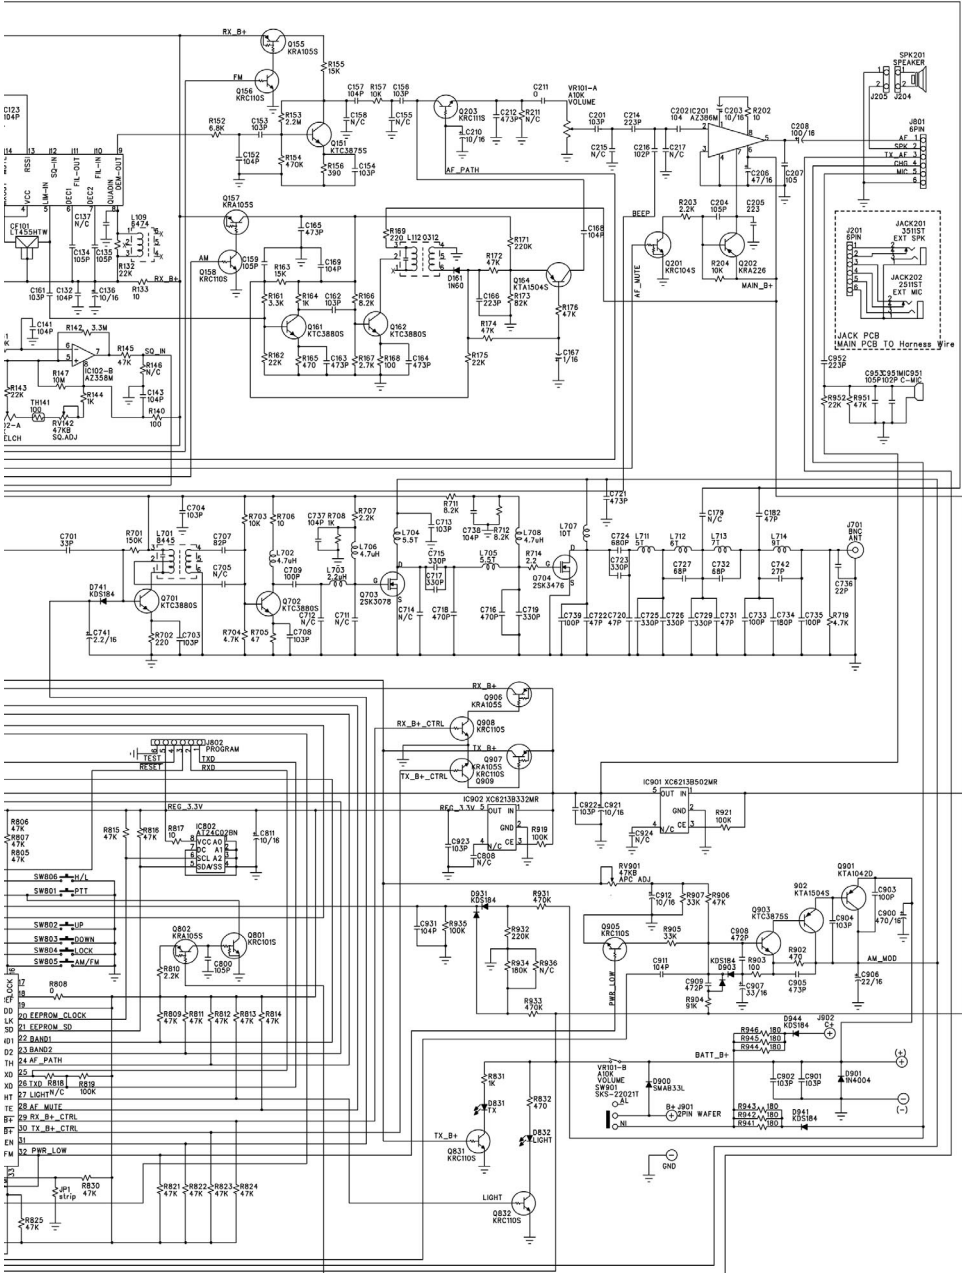 RX_B+
Q155
KRA105S
R155
15K
FM
Q156
KRC110S
C157
104P
R157
10K
C156
103P
C158
N/C
C155
N/C
R153
2.2M
R152
6.8K
C153
103P
Q151
KTC3875S
C152
104P
R154
470K
R156
390
C154
103P
Q203
KRC111S
C210
10/16
AF_PATH
C212
473P
R211
N/C
C211
0
VR101-A
A10K
VOLUME
C201
103P
C214
223P
C215
N/C
C216
102P
C217
N/C
C202
104
IC201
AZ386M
C203
10/16
R202
10
C206
47/16
C208
100/16
C207
105
SPK201
SPEAKER
J205
J204
J801
6PIN
AF
SPK
TX_AF
CHG
MIC
1
2
3
4
5
6
C123
104P
RSSI
SQ-IN
FIL-OUT
FIL-IN
DEM-OUT
VCC
LIM-IN
DEC1
DEC2
QUADIN
CF101
LT455HTW
C137
N/C
C134
105P
C135
105P
L109
6474
R132
22K
R133
10
RX_B+
C161
103P
C132
104P
C136
10/16
Q157
KRA105S
AM
Q158
KRC110S
C159
105P
C165
473P
R163
15K
C169
104P
R161
3.3K
R164
1K
C162
103P
R166
8.2K
Q161
KTC3880S
Q162
KTC3880S
R162
22K
R165
470
C163
473P
R167
2.7K
R168
100
C164
473P
R169
220
L112 0312
D161
1N60
R172
47K
R171
220K
C166
223P
R173
82K
R174
47K
R175
22K
Q164
KTA1504S
C168
104P
R176
47K
C167
1/16
BEEP
AF_MUTE
R203
2.2K
C204
105P
C205
223
Q201
KRC104S
R204
10K
Q202
KRA226
MAIN_B+
J201
6PIN
JACK201
3511ST
EXT SPK
JACK202
2511ST
EXT MIC
JACK PCB
MAIN PCB TO Harness Wire
C952
223P
R952
22K
R951
47K
C953
105P
C951
102P
MIC951
C-MIC
C141
104P
R142
3.3M
R145
47K
SQ_IN
IC102-B
AZ358M
R147
10M
R143
22K
R144
1K
R146
N/C
C143
104P
TH141
100
RV142
47KB
SQ.ADJ
R140
100
C704
103P
C701
33P
R701
150K
L701
8445
C707
82P
C705
N/C
R703
10K
R706
10
L702
4.7uH
C709
100P
C737
104P
R708
1K
R707
2.2K
L706
4.7uH
L703
2.2uH
D741
KDS184
Q701
KTC3880S
Q702
KTC3880S
C741
2.2/16
R702
220
C703
103P
R704
4.7K
R705
47
C708
103P
C712
N/C
C711
0
Q703
2SK3078
L704
5.5T
R711
8.2K
C713
103P
C715
330P
C717
330P
C714
N/C
C718
470P
C738
104P
R712
8.2K
L705
5.5T
L708
4.7uH
R714
2.2
C716
470P
C719
330P
Q704
2SK3476
L707
10T
C721
473P
C724
680P
C723
330P
L711
5T
L712
6T
L713
7T
L714
9T
C179
N/C
C182
47P
C727
68P
C732
68P
C742
27P
J701
BNC
ANT
C736
22P
R719
4.7K
C739
100P
C722
47P
C720
47P
C725
330P
C726
330P
C729
330P
C731
47P
C733
100P
C734
180P
C735
100P
RX_B+
Q906
KRA105S
RX_B+_CTRL
Q908
KRC110S
TX_B+
Q907
KRA105S
KRC110S
Q909
TX_B+_CTRL
J802
PROGRAM
TEST
RESET
TXD
RXD
REG_3.3V
IC802
AT24C02BN
VCC A0
DC A1
SCL A2
SDA/SS
C811
10/16
R806
47K
R807
47K
R805
47K
R815
47K
R816
47K
R817
10
SW806 H/L
SW801 PTT
SW802 UP
SW803 DOWN
SW804 LOCK
SW805 AM/FM
REG_3.3V
IC902 XC6213B332MR
OUT IN
GND
N/C CE
C923
103P
C808
N/C
R919
100K
IC901 XC6213B502MR
OUT IN
GND
N/C CE
C922
103P
C921
10/16
C924
N/C
R921
100K
RV901
47KB
APC ADJ
C912
10/16
R907
33K
R906
47K
Q905
KRC110S
R905
33K
C908
472P
Q903
KTC3875S
902
KTA1504S
Q901
KTA1042D
C903
100P
C904
103P
C900
470/16
R902
470
AM_MOD
C906
22/16
C911
104P
PWR_LOW
KDS184
D903
R903
100
C905
473P
C909
472P
C907
33/16
R904
91K
D931
KDS184
R931
470K
C931
104P
R935
100K
R932
220K
R934
180K
R936
N/C
R933
470K
Q802
KRA105S
Q801
KRC101S
R810
2.2K
C800
105P
R808
0
R809
47K
R811
47K
R812
47K
R813
47K
R814
47K
20 EEPROM_CLOCK
21 EEPROM_SD
22 BAND1
23 BAND2
24 AF_PATH
25
26 TXD
27 LIGHT
28 AF MUTE
29 RX_B+_CTRL
30 TX_B+_CTRL
31
32 PWR_LOW
R818
N/C
R819
100K
JP1
strip
R830
47K
R825
47K
R821
47K
R822
47K
R823
47K
R824
47K
R831
1K
D831
TX
R832
470
D832
LIGHT
TX_B+
Q831
KRC110S
LIGHT
Q832
KRC110S
VR101-B
A10K
VOLUME
SW901
SKS-22021T
AL
NI
BATT_B+
D900
SMAB33L
B+ J901
2PIN WAFER
GND
R946 180
R945 180
R944 180
D944
KDS184
J902
C+
C902
103P
C901
103P
D901
1N4004
(+)
(-)
R943 180
R942 180
R941 180
D941
KDS184